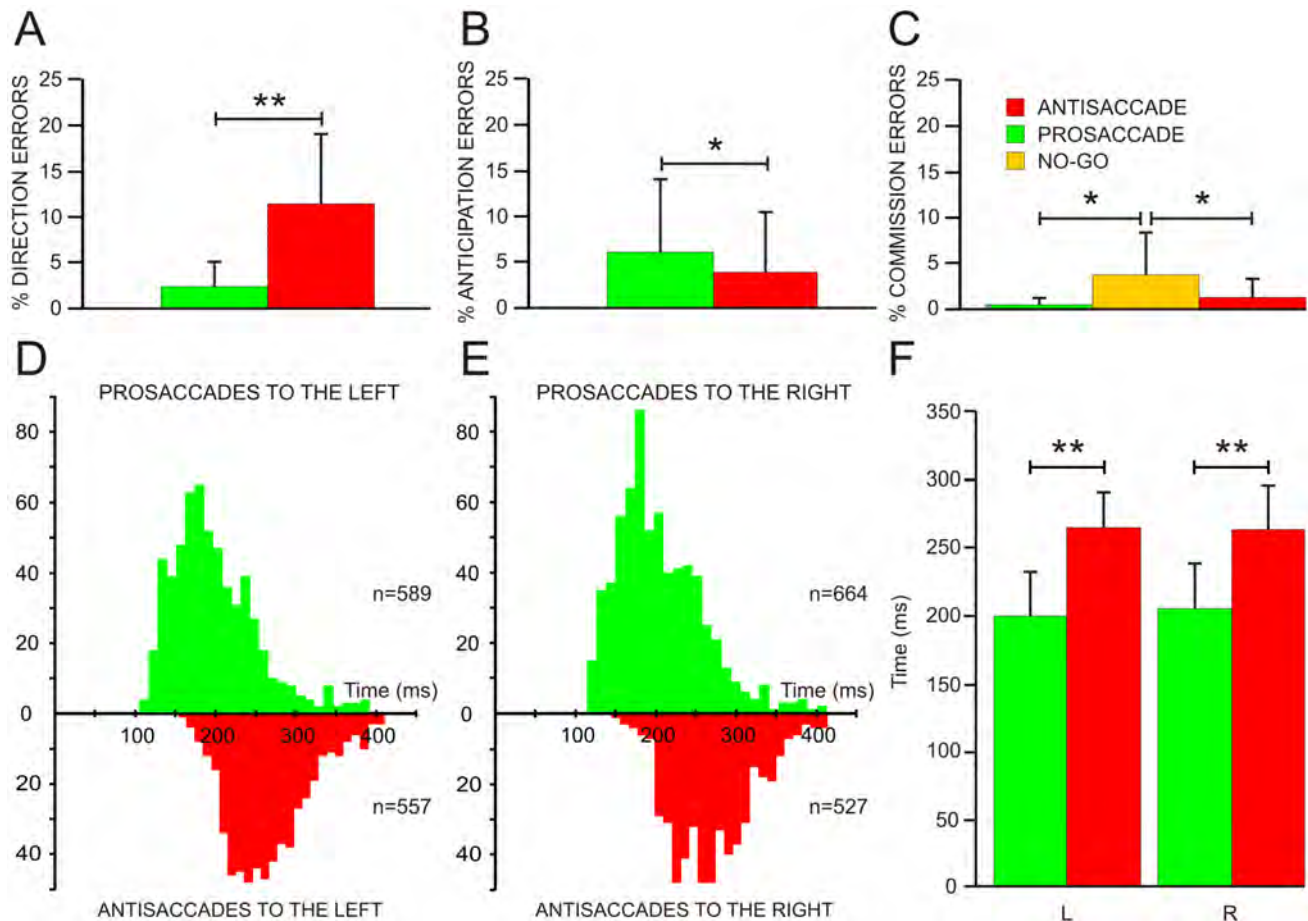 A
% DIRECTION ERRORS
25
20
15
10
5
0
**
B
% ANTICIPATION ERRORS
25
20
15
10
5
0
*
C
% COMMISSION ERRORS
25
20
15
10
5
0
ANTISACCADE
PROSACCADE
NO-GO
*
*
D
PROSACCADES TO THE LEFT
80
60
40
20
0
20
40
n=589
Time (ms)
100
200
300
400
n=557
ANTISACCADES TO THE LEFT
E
PROSACCADES TO THE RIGHT
80
60
40
20
0
20
40
n=664
Time (ms)
100
200
300
400
n=527
ANTISACCADES TO THE RIGHT
F
Time (ms)
350
300
250
200
150
100
50
0
**
**
L
R